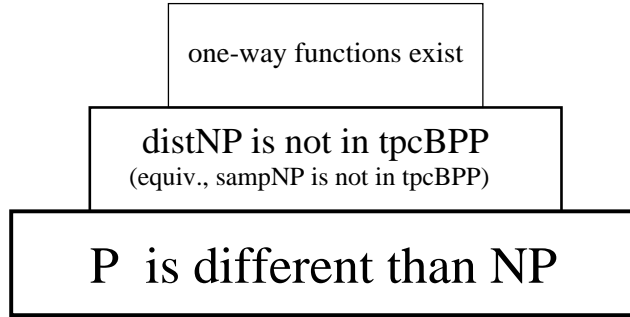 one-way functions exist
distNP is not in tpcBPP
(equiv., sampNP is not in tpcBPP)
P is different than NP